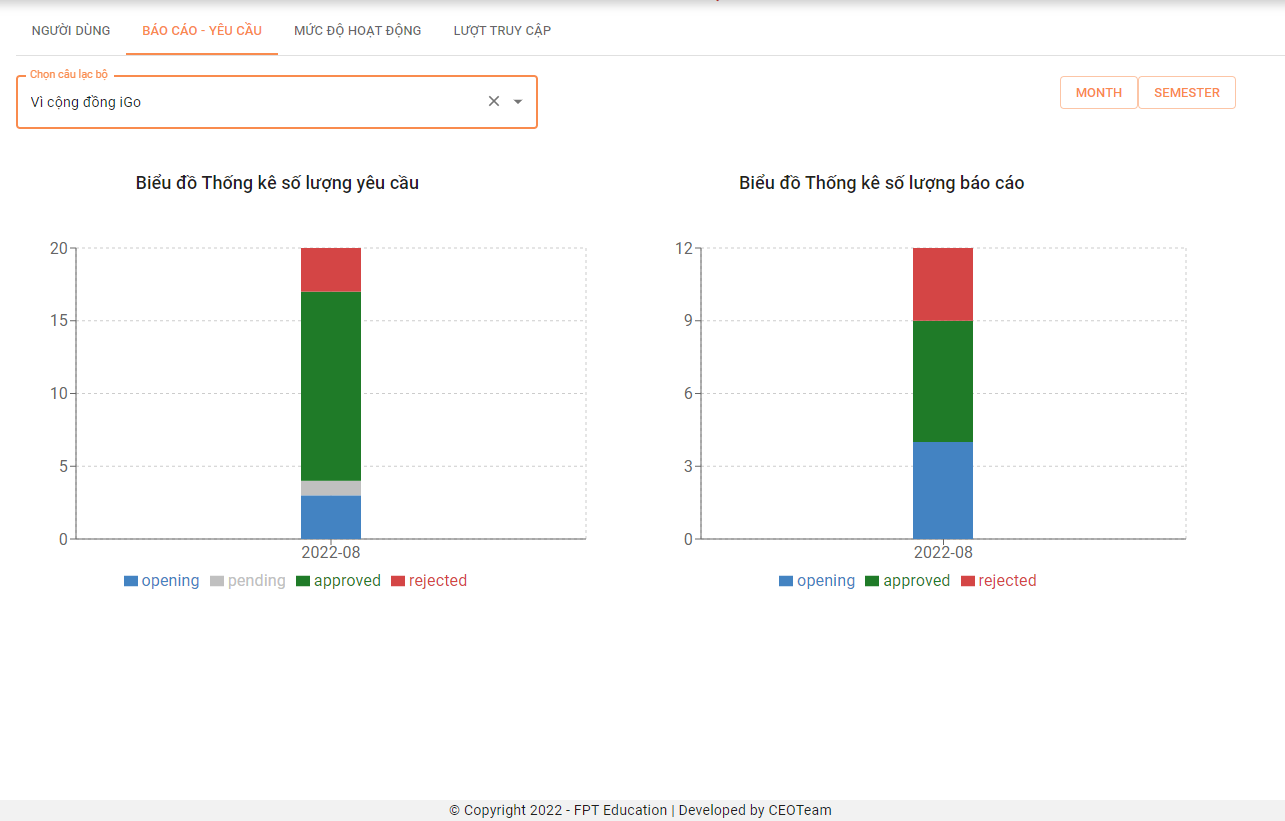 NGƯỜI DÙNG BÁO CÁO - YÊU CẦU MỨC ĐỘ HOẠT ĐỘNG LƯỢT TRUY CẬP
Chọn câu lạc bộ
Vì cộng đồng iGo
MONTH SEMESTER
Biểu đồ Thống kê số lượng yêu cầu
20
15
10
5
0
2022-08
opening pending approved rejected
Biểu đồ Thống kê số lượng báo cáo
12
9
6
3
0
2022-08
opening approved rejected
© Copyright 2022 - FPT Education | Developed by CEOTeam